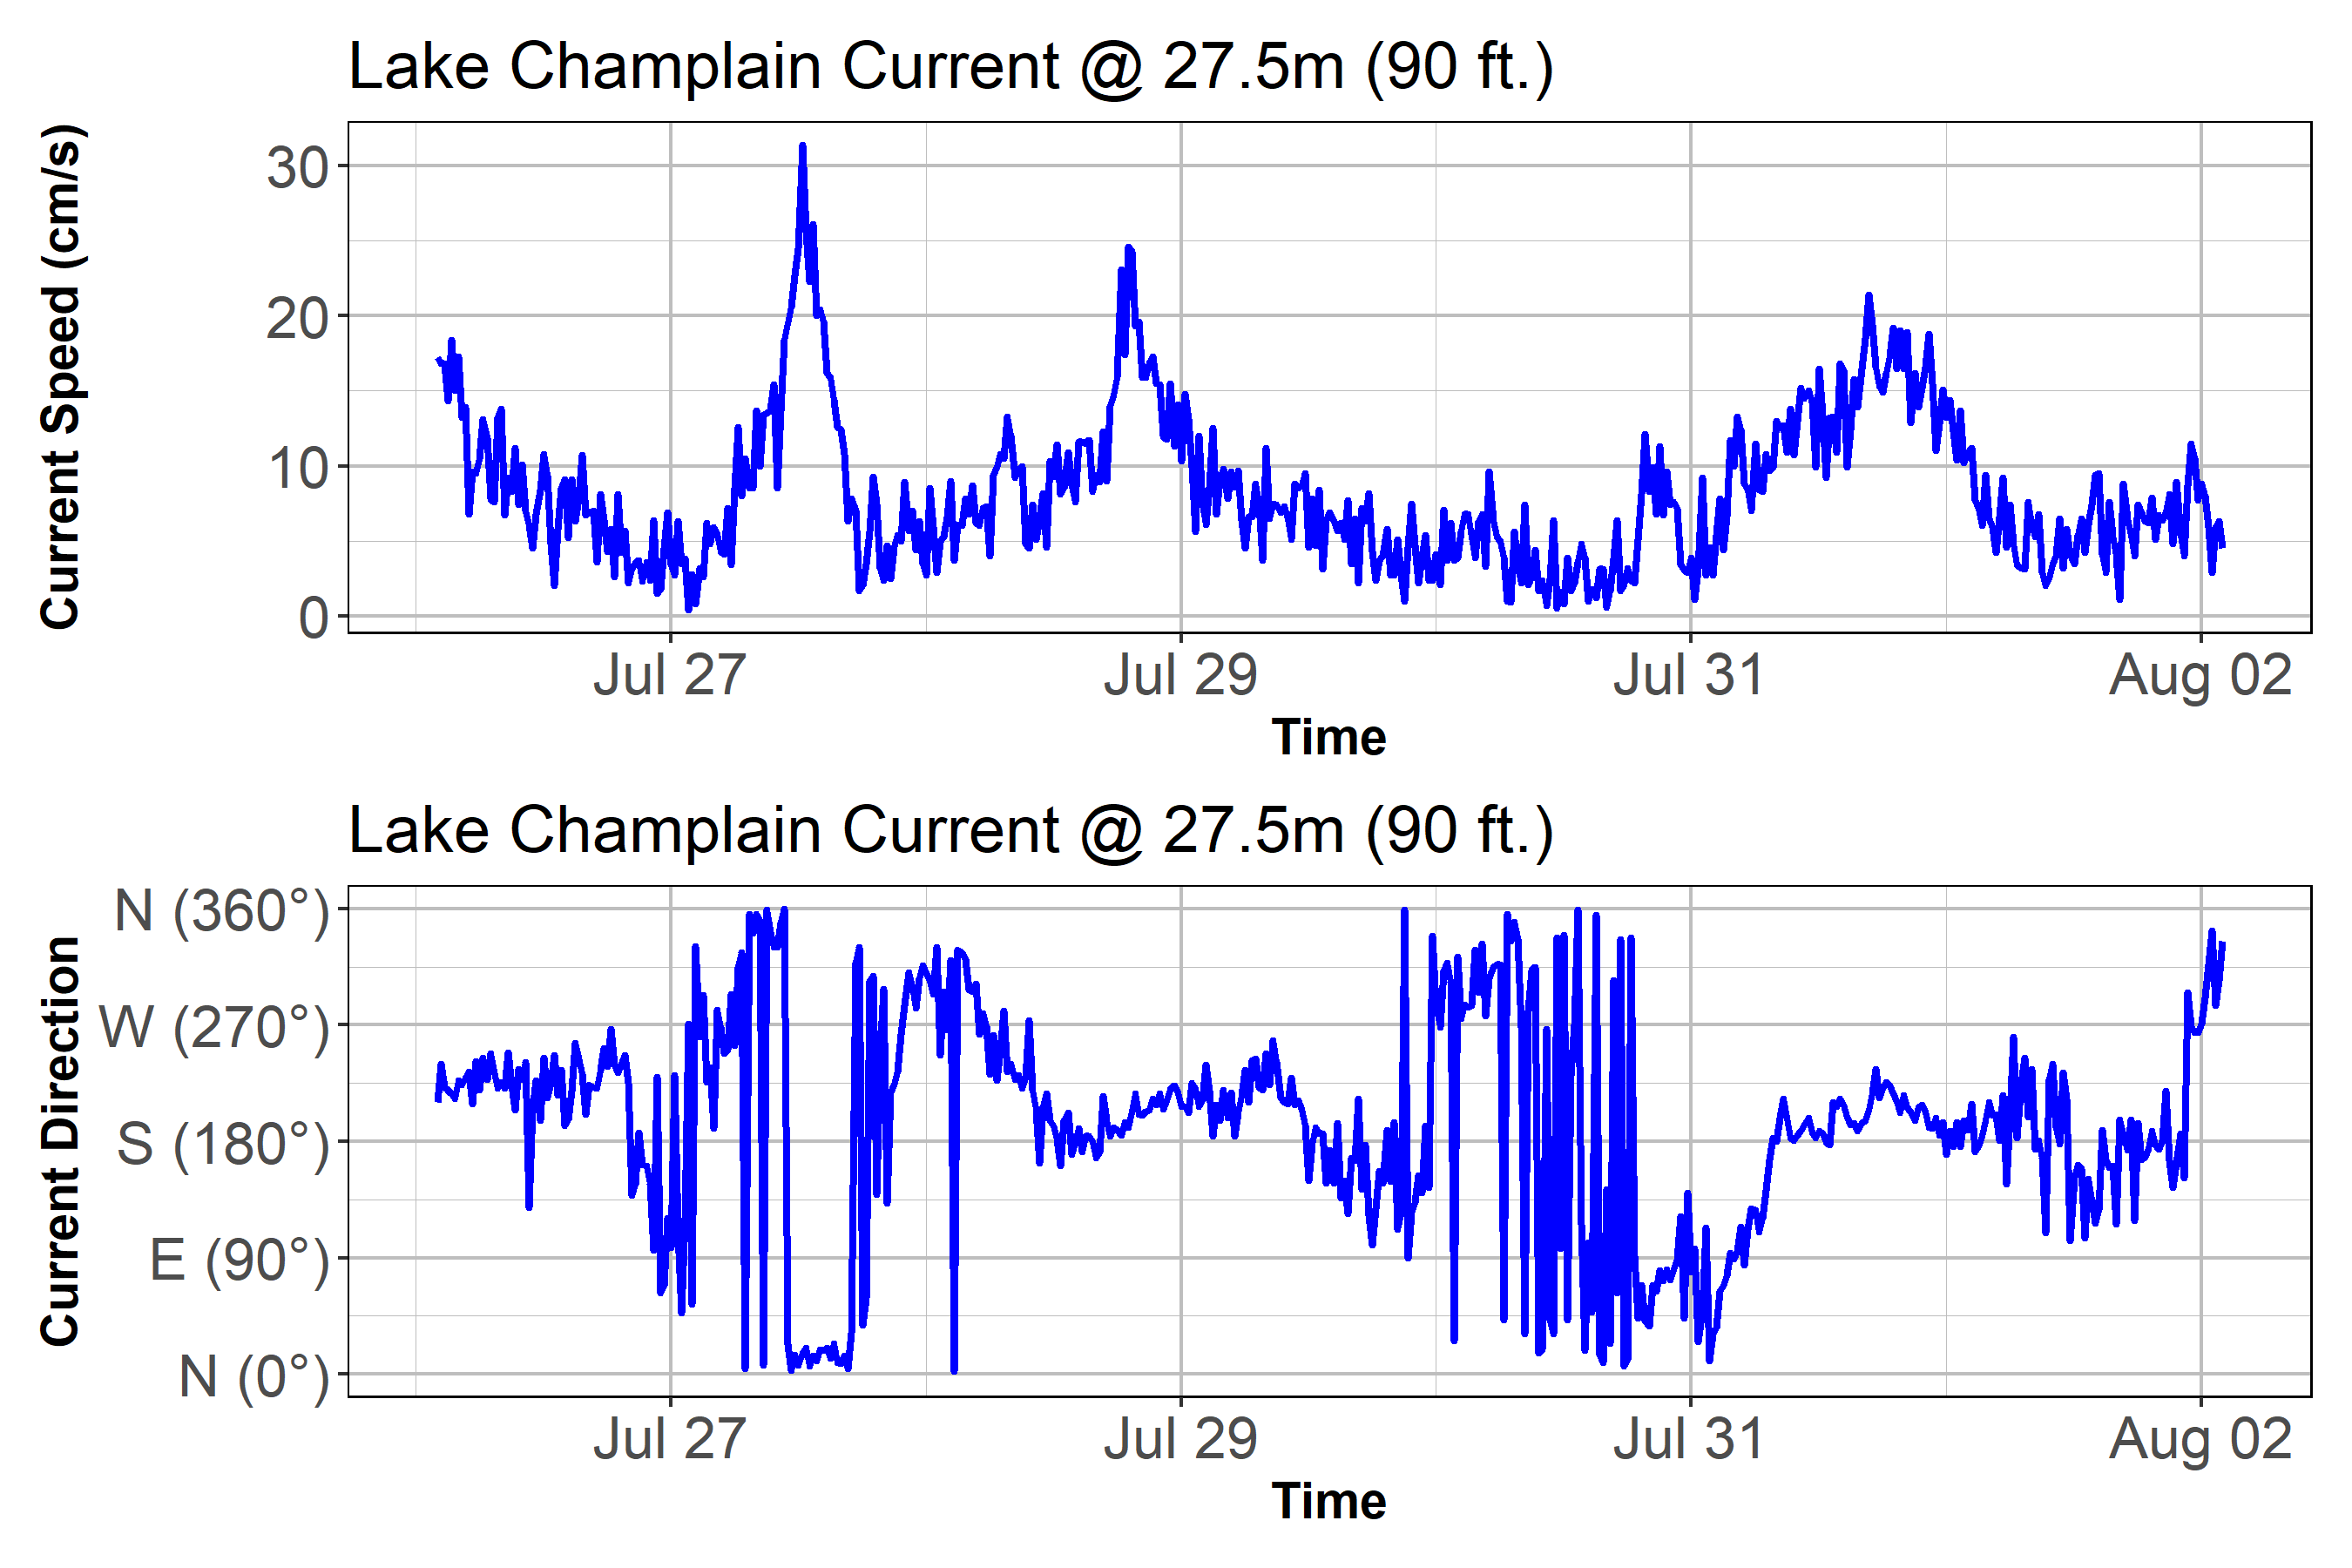 Lake Champlain Current @ 27.5m (90 ft.)
Current Speed (cm/s)
30
20
10
0
Jul 27 Jul 29 Jul 31 Aug 02
Time
Lake Champlain Current @ 27.5m (90 ft.)
Current Direction
N (360°)
W (270°)
S (180°)
E (90°)
N (0°)
Jul 27 Jul 29 Jul 31 Aug 02
Time